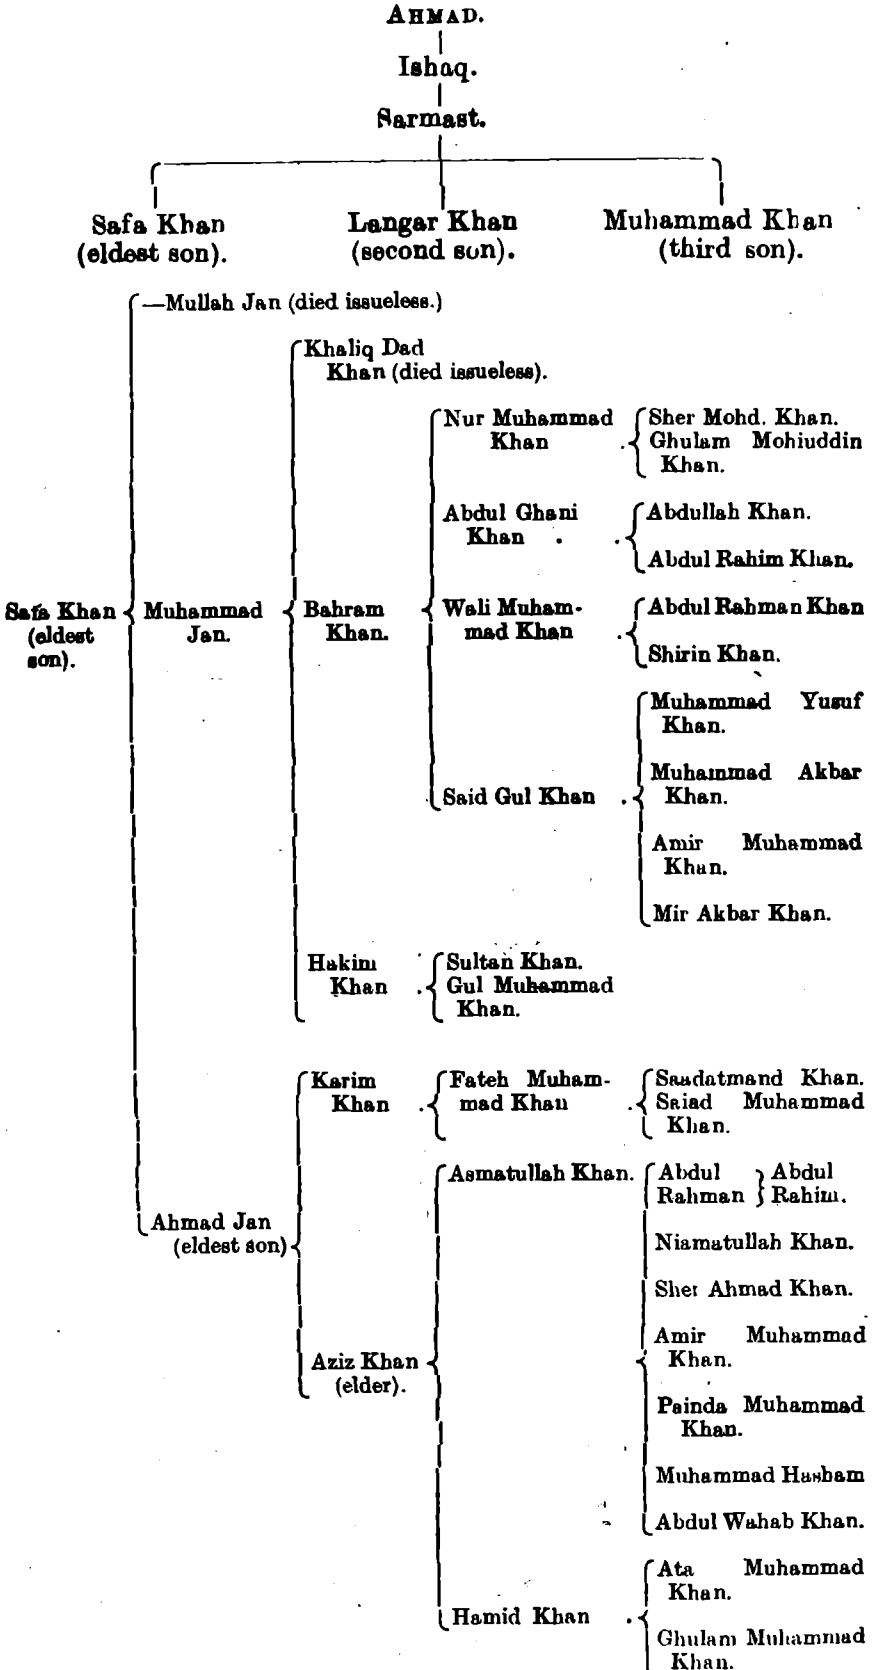 AHMAD.
Ishaq.
Sarmast.
Safa Khan
(eldest son).
Langar Khan
(second son).
Muhammad Khan
(third son).
—Mullah Jan (died issueless.)
Khaliq Dad
Khan (died issueless).
Nur Muhammad
Khan
Sher Mohd. Khan.
Ghulam Mohiuddin
Khan.
Abdul Ghani
Khan . .
Abdullah Khan.
Abdul Rahim Khan.
Safa Khan
(eldest
son).
Muhammad
Jan.
Bahram
Khan.
Wali Muham-
mad Khan .
Abdul Rahman Khan
Shirin Khan.
Said Gul Khan .
Muhammad Yusuf
Khan.
Muhammad Akbar
Khan.
Amir Muhammad
Khan.
Mir Akbar Khan.
Hakim
Khan .
Sultan Khan.
Gul Muhammad
Khan.
Karim
Khan .
Fateh Muham-
mad Khan .
Saadatmand Khan.
Saiad Muhammad
Khan.
Ahmad Jan
(eldest son)
Aziz Khan
(elder).
Asmatullah Khan.
Abdul
Rahman
Abdul
Rahim.
Niamatullah Khan.
Sher Ahmad Khan.
Amir Muhammad
Khan.
Painda Muhammad
Khan.
Muhammad Hasham
Abdul Wahab Khan.
Hamid Khan .
Ata Muhammad
Khan.
Ghulam Muhammad
Khan.